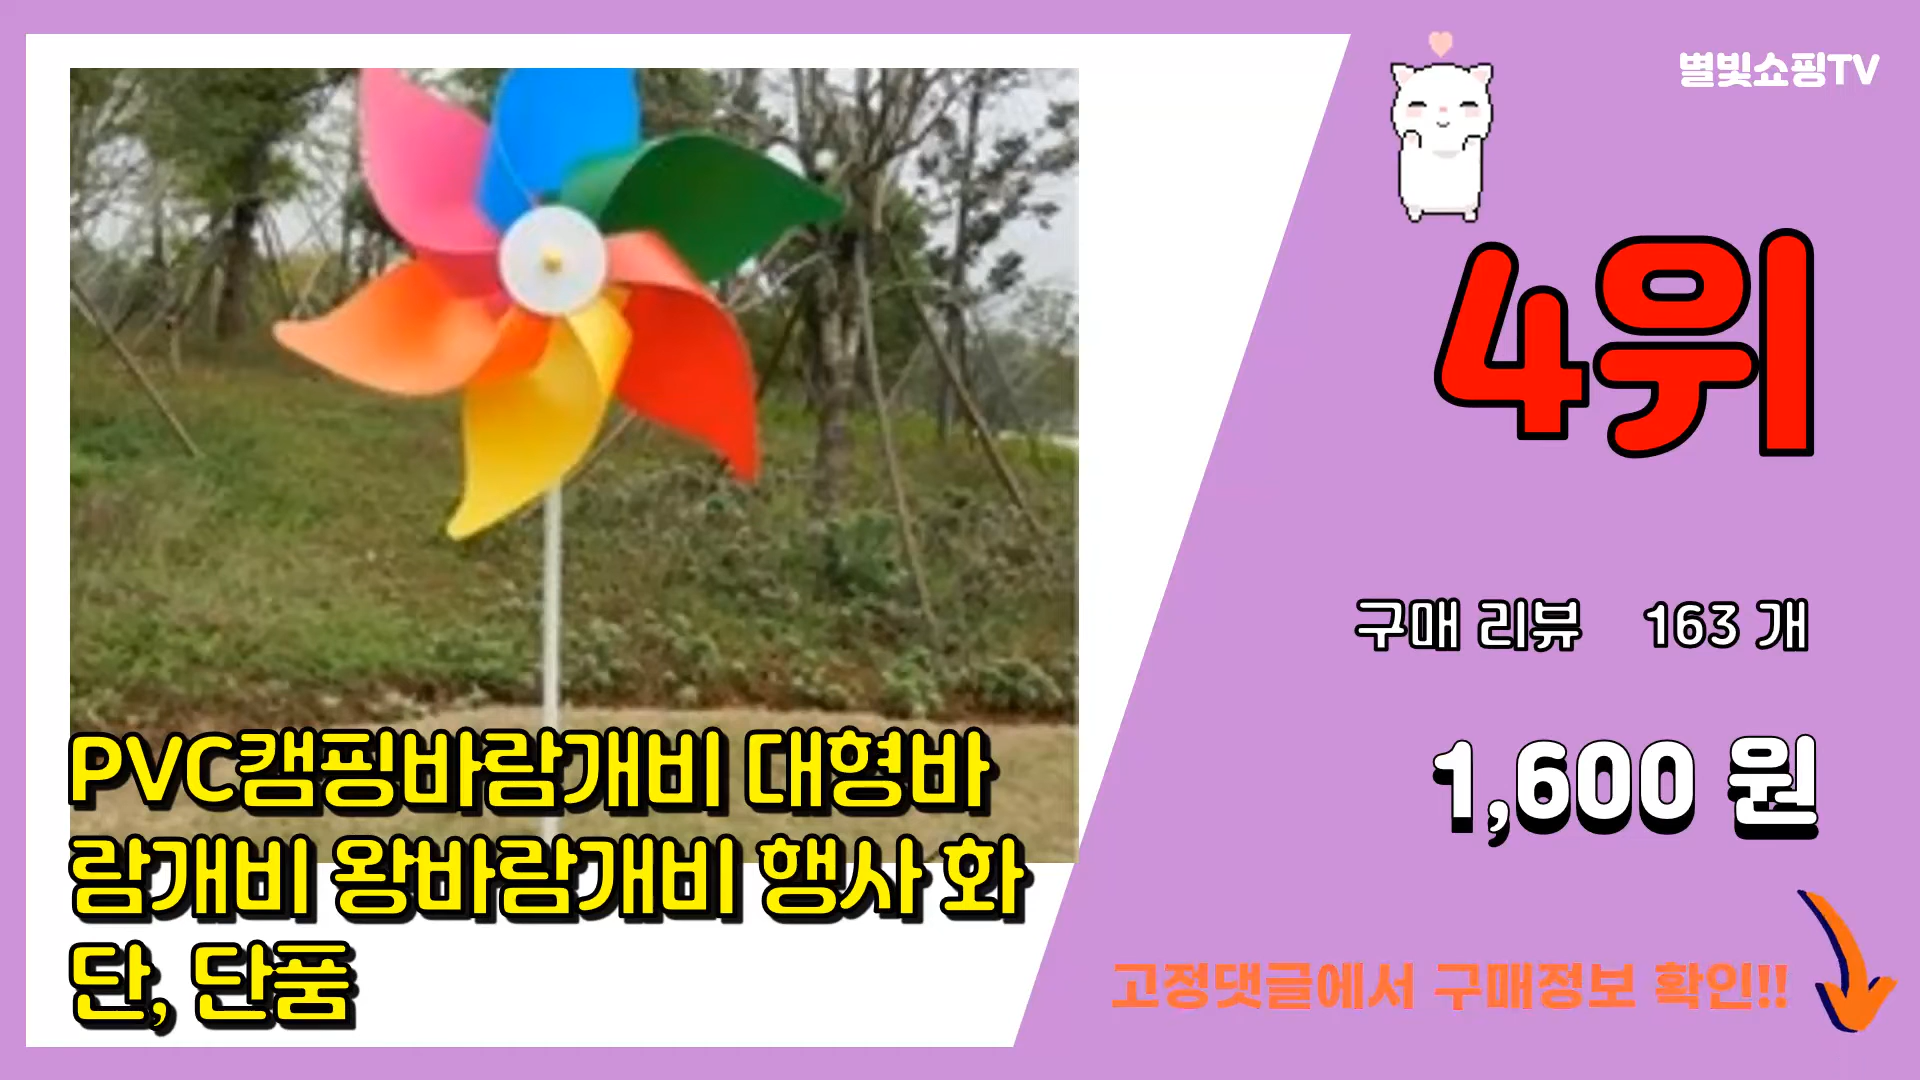 별빛쇼핑TV
4위
구매 리뷰 163 개
1,600 원
PVC캠핑바람개비 대형바
람개비 왕바람개비 행사 화
단, 단품
고정댓글에서 구매정보 확인!!